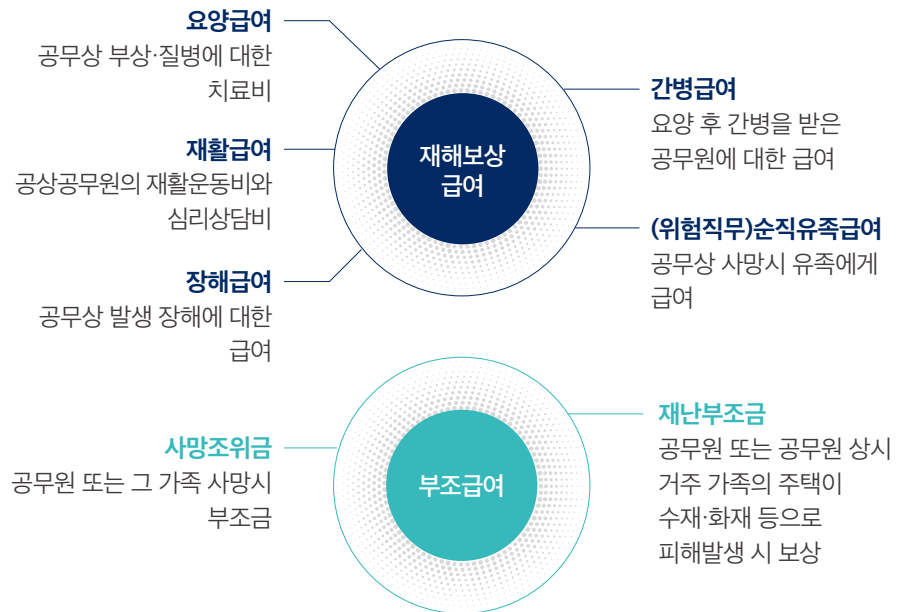 요양급여
공무상 부상·질병에 대한
치료비
재활급여
공상공무원의 재활운동비와
심리상담비
장해급여
공무상 발생 장해에 대한
급여
재해보상
급여
간병급여
요양 후 간병을 받은
공무원에 대한 급여
(위험직무)순직유족급여
공무상 사망시 유족에게
급여
사망조위금
공무원 또는 그 가족 사망시
부조금
부조급여
재난부조금
공무원 또는 공무원 상시
거주 가족의 주택이
수재·화재 등으로
피해발생 시 보상